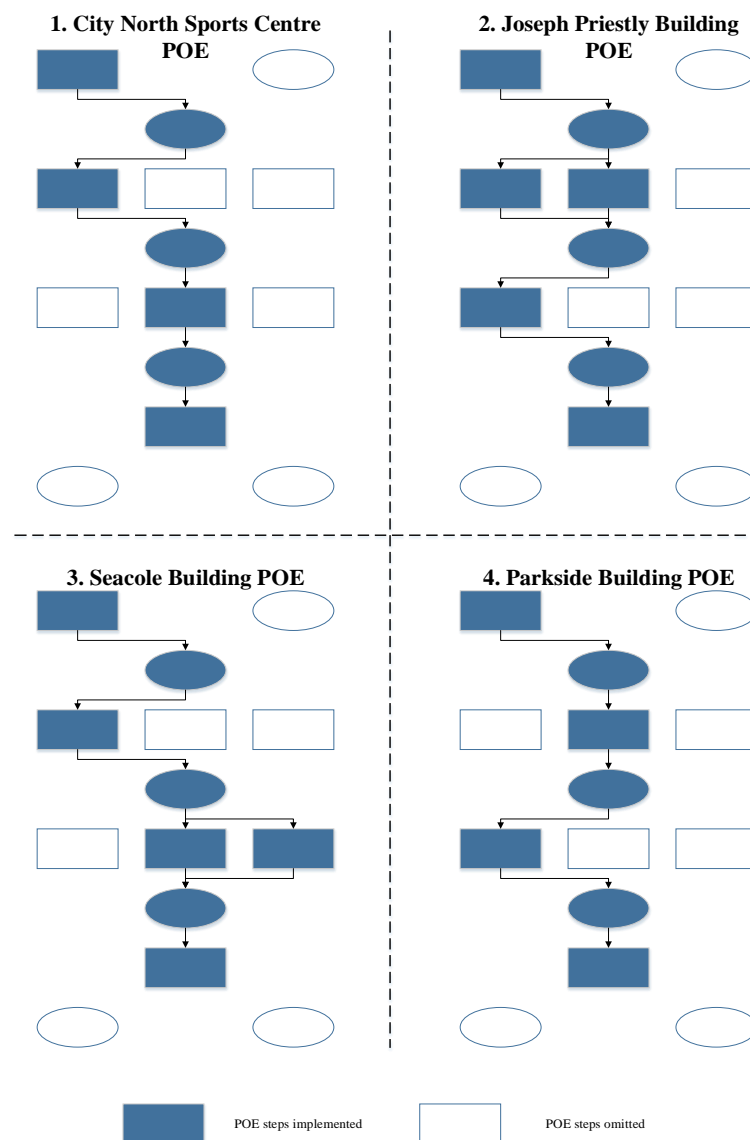 1. City North Sports Centre
POE
2. Joseph Priestly Building
POE
3. Seacole Building POE
4. Parkside Building POE
POE steps implemented
POE steps omitted